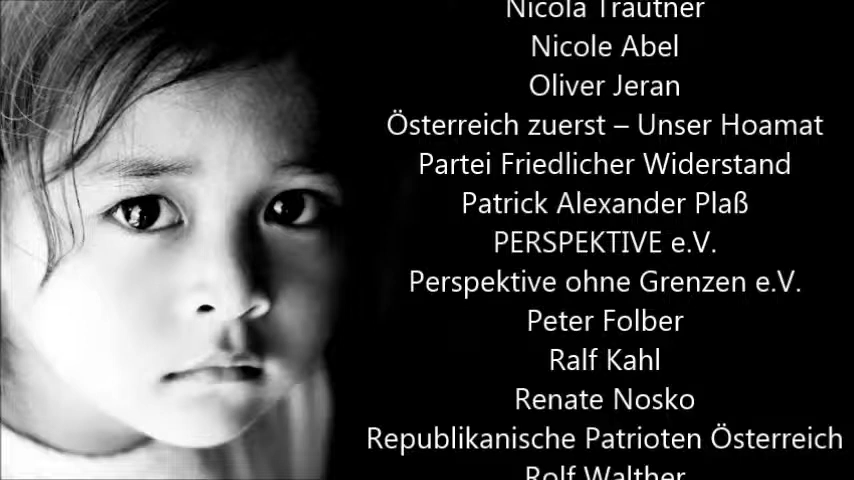 Nicola Trautner
Nicole Abel
Oliver Jeran
Österreich zuerst – Unser Hoamat
Partei Friedlicher Widerstand
Patrick Alexander Plaß
PERSPEKTIVE e.V.
Perspektive ohne Grenzen e.V.
Peter Folber
Ralf Kahl
Renate Nosko
Republikanische Patrioten Österreich
Rolf Walther